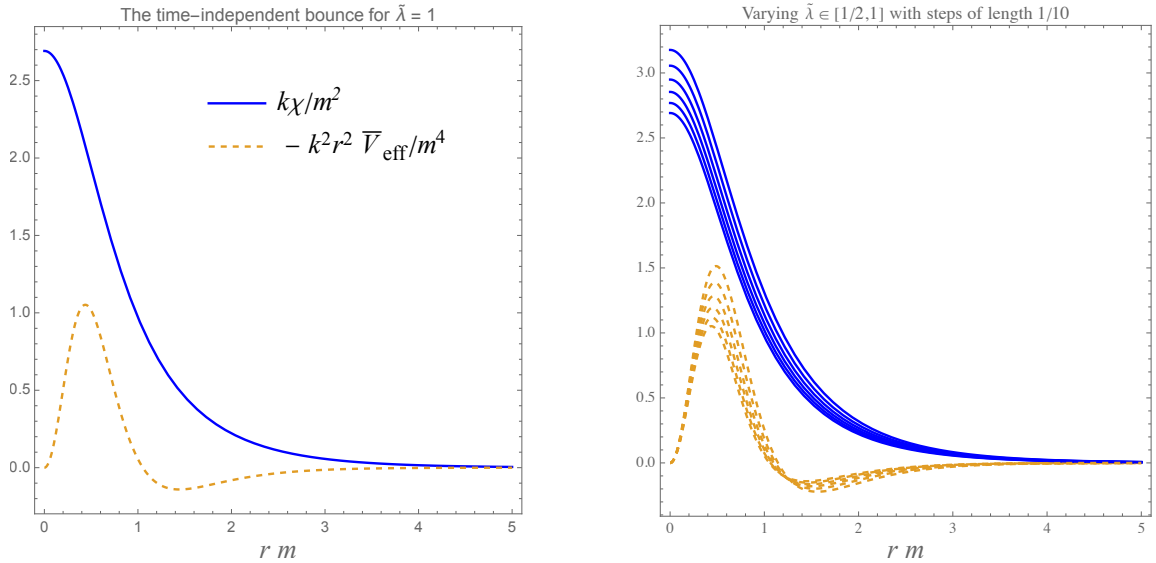 The time-independent bounce for λ̃ = 1
2.5
2.0
1.5
1.0
0.5
0.0
0 1 2 3 4 5
r m
kχ/m²
− k²r² V̅eff/m⁴
Varying λ̃ ∈ [1/2,1] with steps of length 1/10
3.0
2.5
2.0
1.5
1.0
0.5
0.0
0 1 2 3 4 5
r m